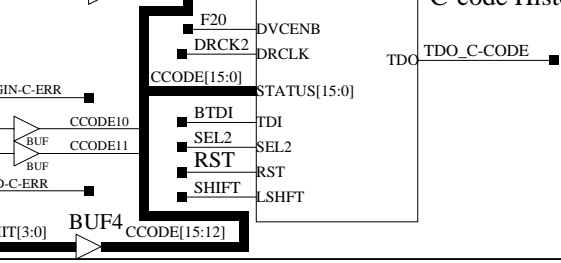 C-code Hist
F20
DVCENB
DRCK2
DRCLK
TDO
TDO_C-CODE
CCODE[15:0]
STATUS[15:0]
GIN-C-ERR
BTDI
TDI
CCODE10
BUF
SEL2
SEL2
CCODE11
BUF
RST
RST
D-C-ERR
SHIFT
LSHFT
BUF4
IT[3:0]
CCODE[15:12]